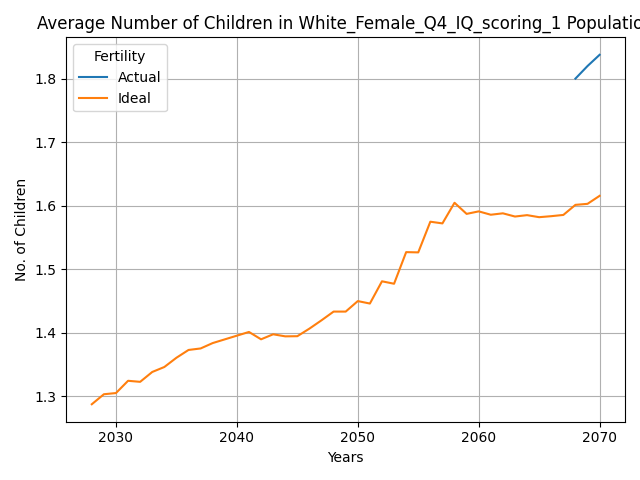 Average Number of Children in White_Female_Q4_IQ_scoring_1 Populatio
Fertility
Actual
Ideal
No. of Children
1.8
1.7
1.6
1.5
1.4
1.3
2030 2040 2050 2060 2070
Years